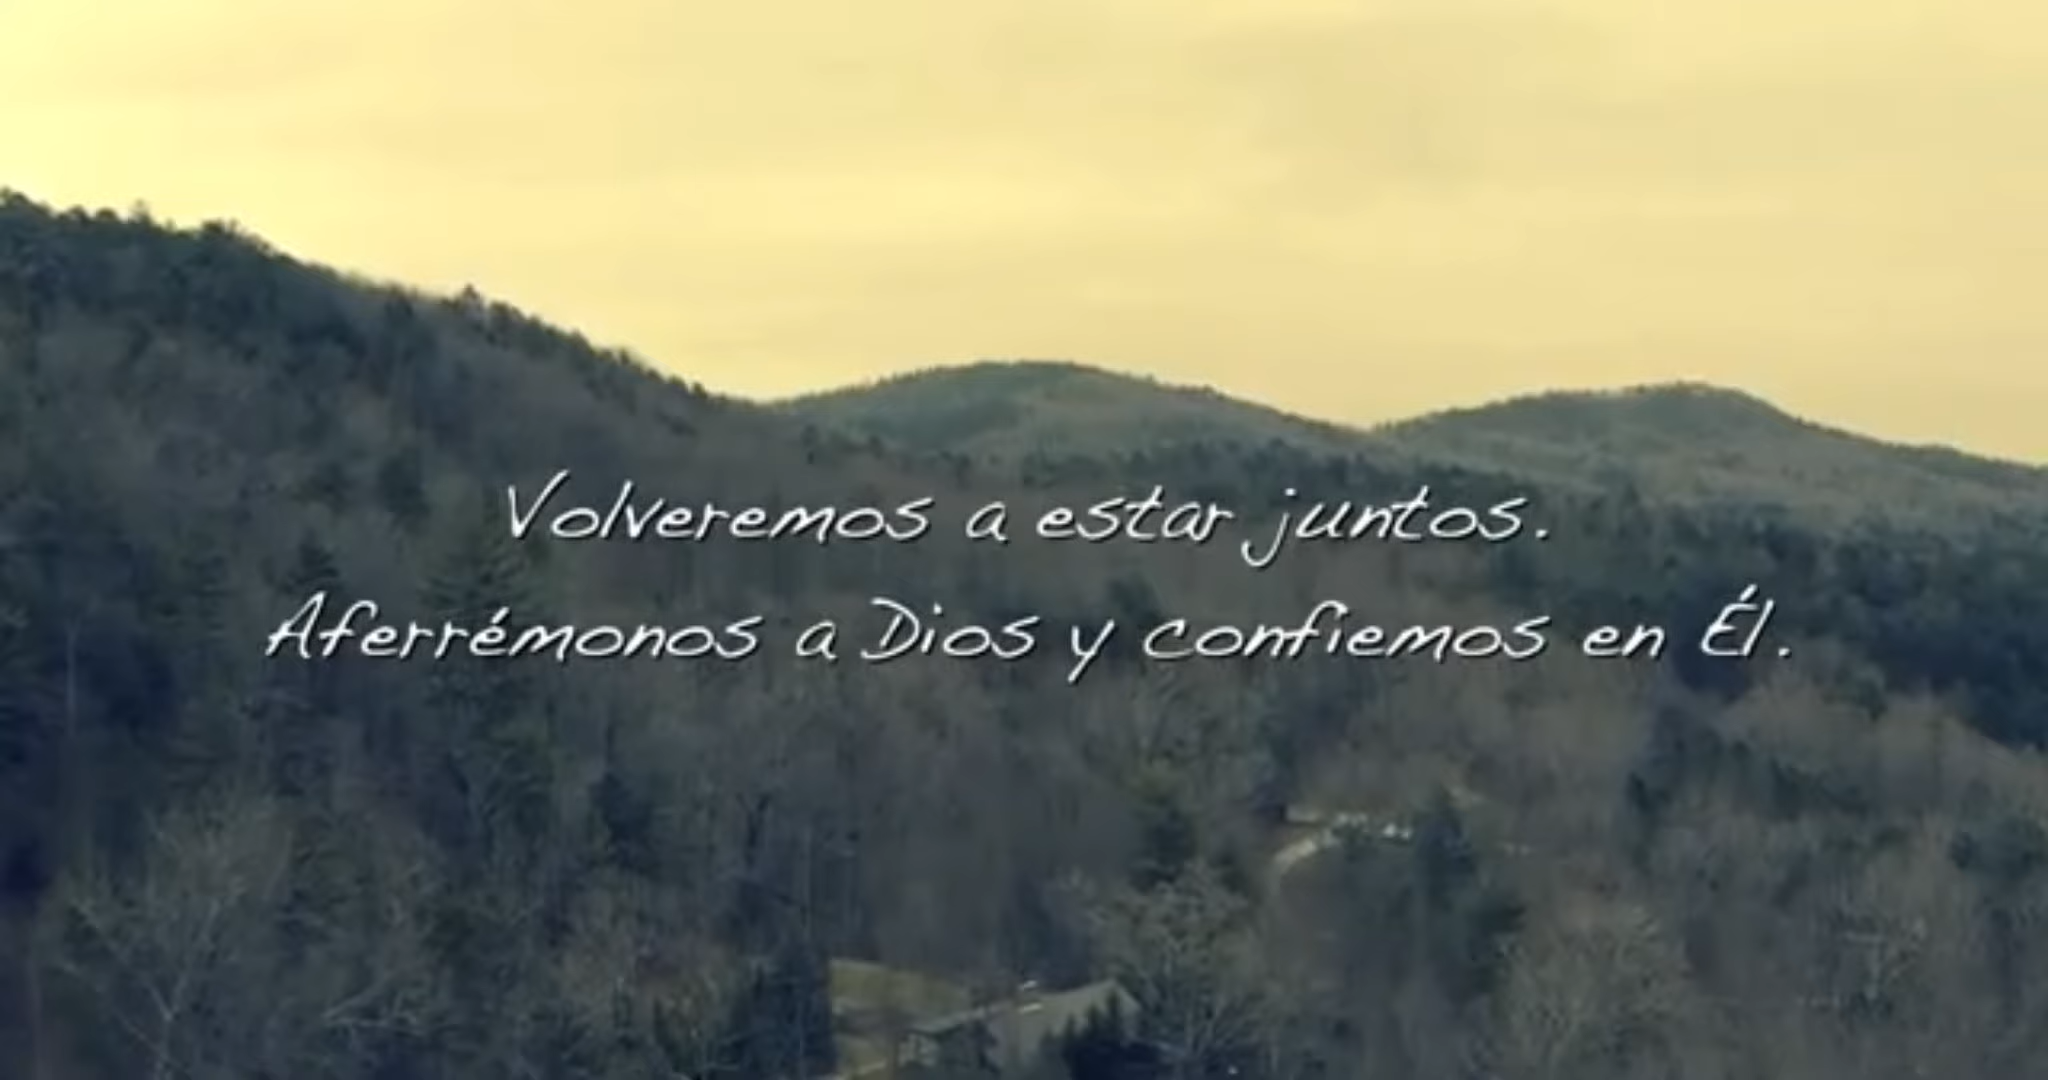 Volveremos a estar juntos.
Aferrémonos a Dios y confiemos en Él.